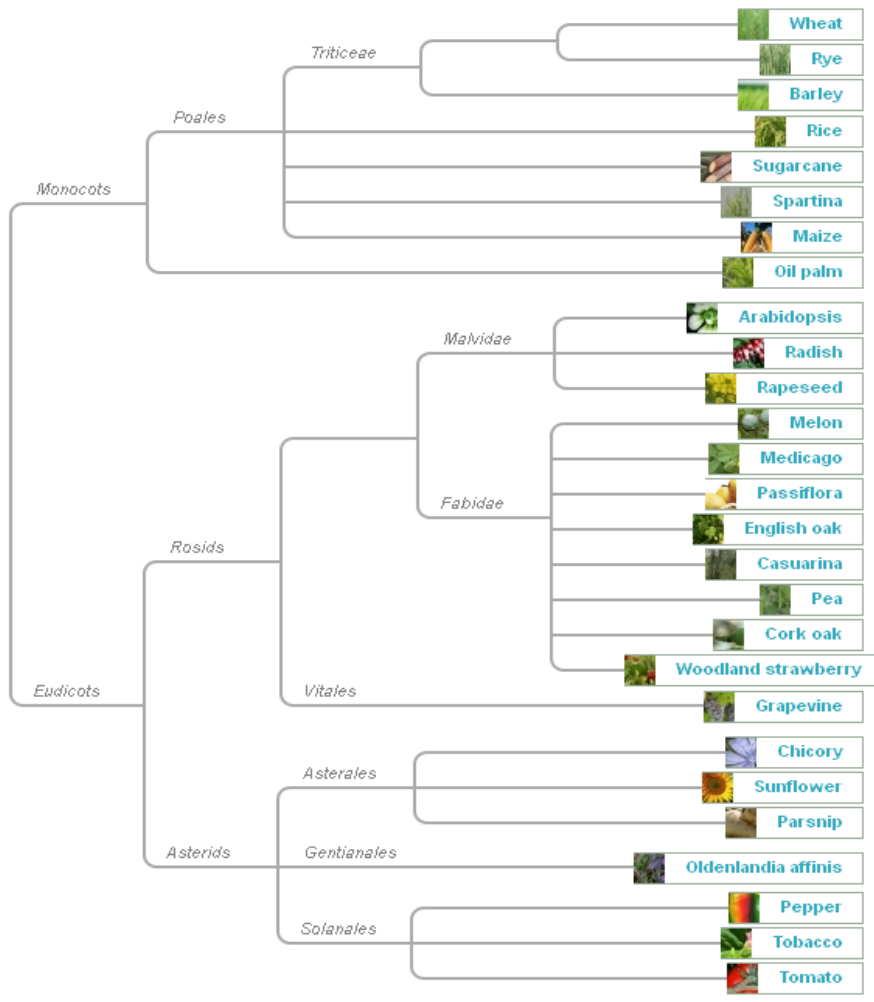 Wheat
Triticeae
Rye
Barley
Poales
Rice
Sugarcane
Monocots
Spartina
Maize
Oil palm
Arabidopsis
Malvidae
Radish
Rapeseed
Melon
Medicago
Passiflora
Fabidae
English oak
Rosids
Casuarina
Pea
Cork oak
Woodland strawberry
Eudicots
Vitales
Grapevine
Chicory
Asterales
Sunflower
Parsnip
Asterids
Gentianales
Oldenlandia affinis
Pepper
Solanales
Tobacco
Tomato